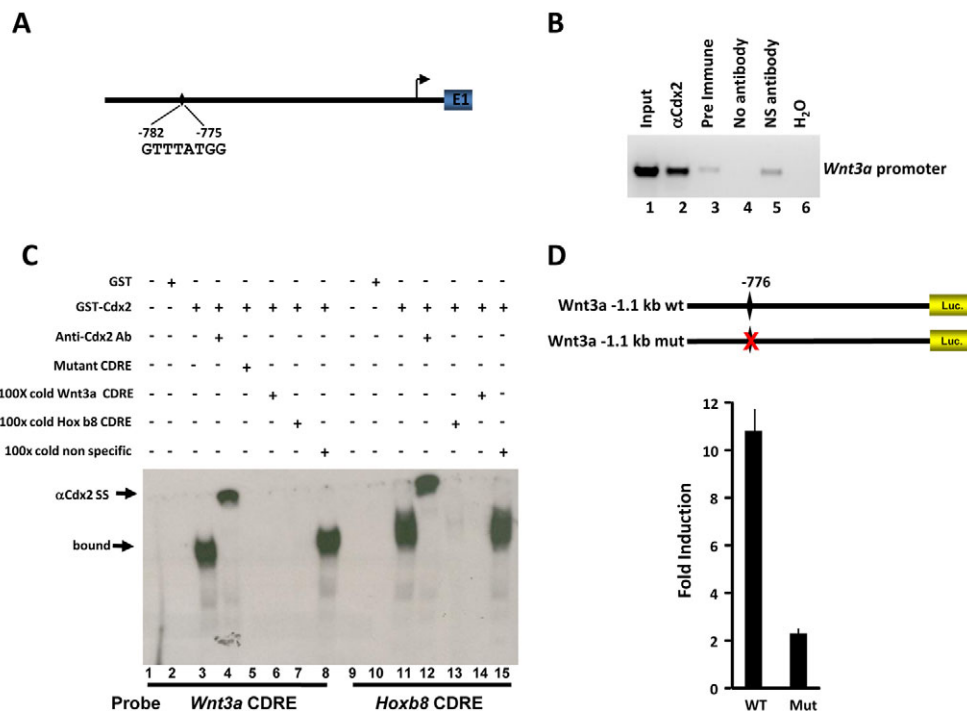 A
E1
-782 -775
GTTTATGG
B
Input
αCdx2
Pre Immune
No antibody
NS antibody
H2O
Wnt3a promoter
1 2 3 4 5 6
C
GST - + - - - - - - - + - - - - -
GST-Cdx2 - - + + + + + + - - + + + + +
Anti-Cdx2 Ab - - - + - - - - - - - + - - -
Mutant CDRE - - - - + - - - - - - - - - -
100X cold Wnt3a CDRE - - - - - + - - - - - - - + -
100x cold Hox b8 CDRE - - - - - - + - - - - - + - -
100x cold non specific - - - - - - - + - - - - - - +
αCdx2 SS
bound
1 2 3 4 5 6 7 8 9 10 11 12 13 14 15
Probe Wnt3a CDRE Hoxb8 CDRE
D
-776
Wnt3a -1.1 kb wt Luc.
Wnt3a -1.1 kb mut X Luc.
Fold Induction
12
10
8
6
4
2
0
WT Mut